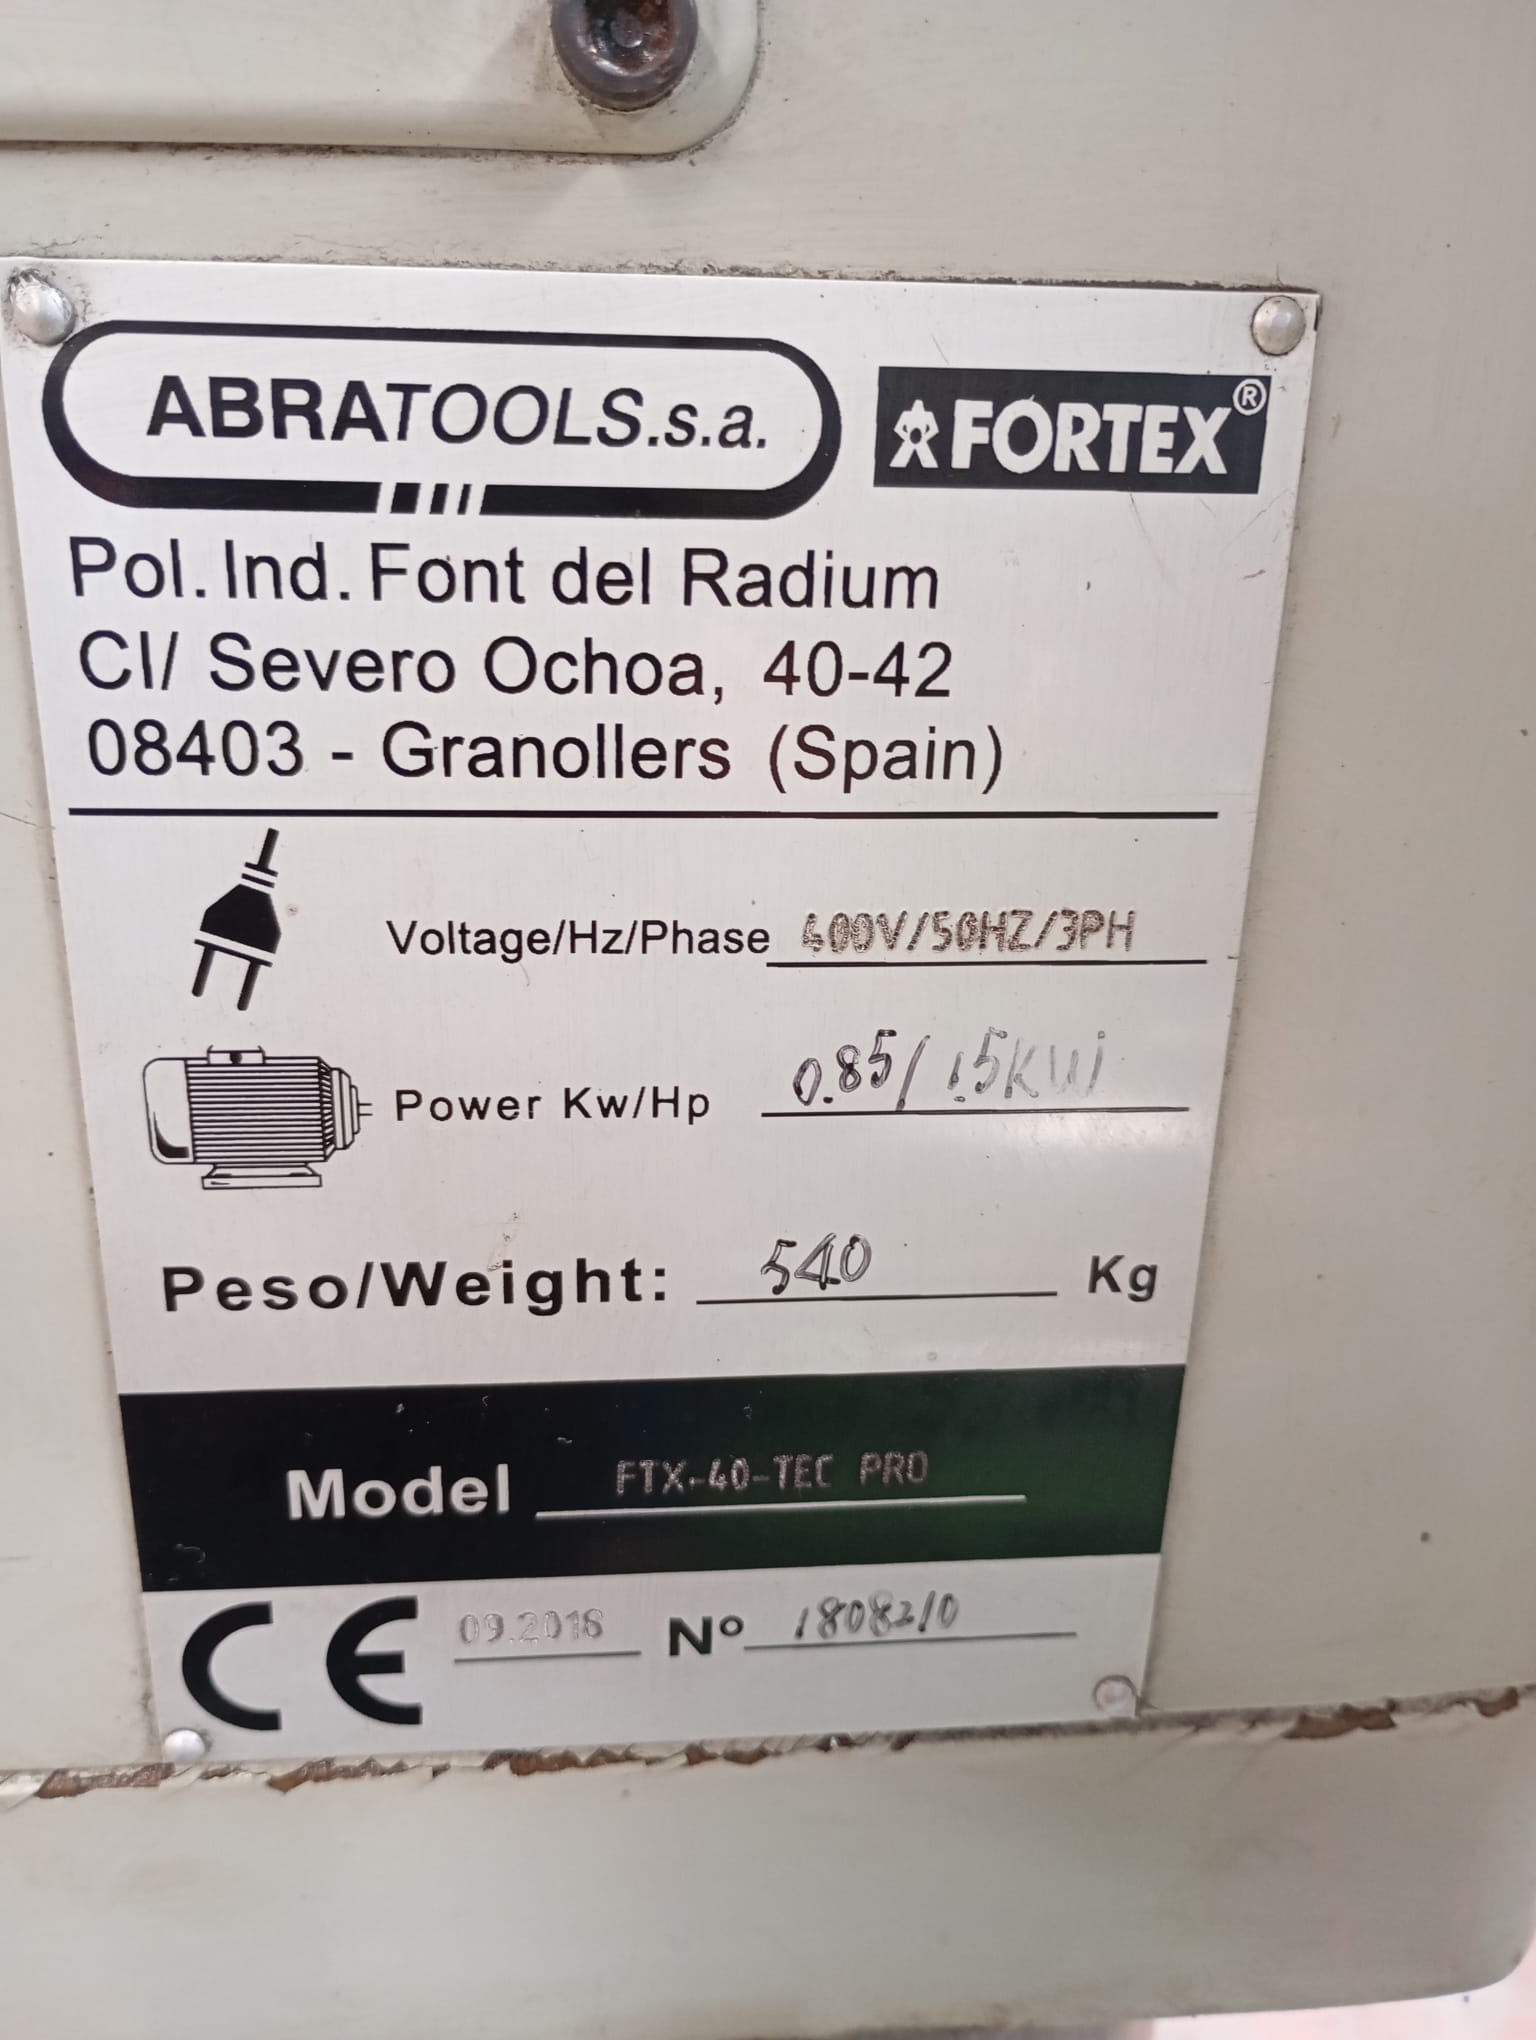 ABRATOOLS.s.a.
FORTEX®
Pol. Ind. Font del Radium
Cl/ Severo Ochoa, 40-42
08403 - Granollers (Spain)
Voltage/Hz/Phase 400V/50HZ/3PH
Power Kw/Hp 0.85/1.5KW
Peso/Weight: 540 Kg
Model FTX-40-TEC PRO
CE 09.2018 Nº 1808210